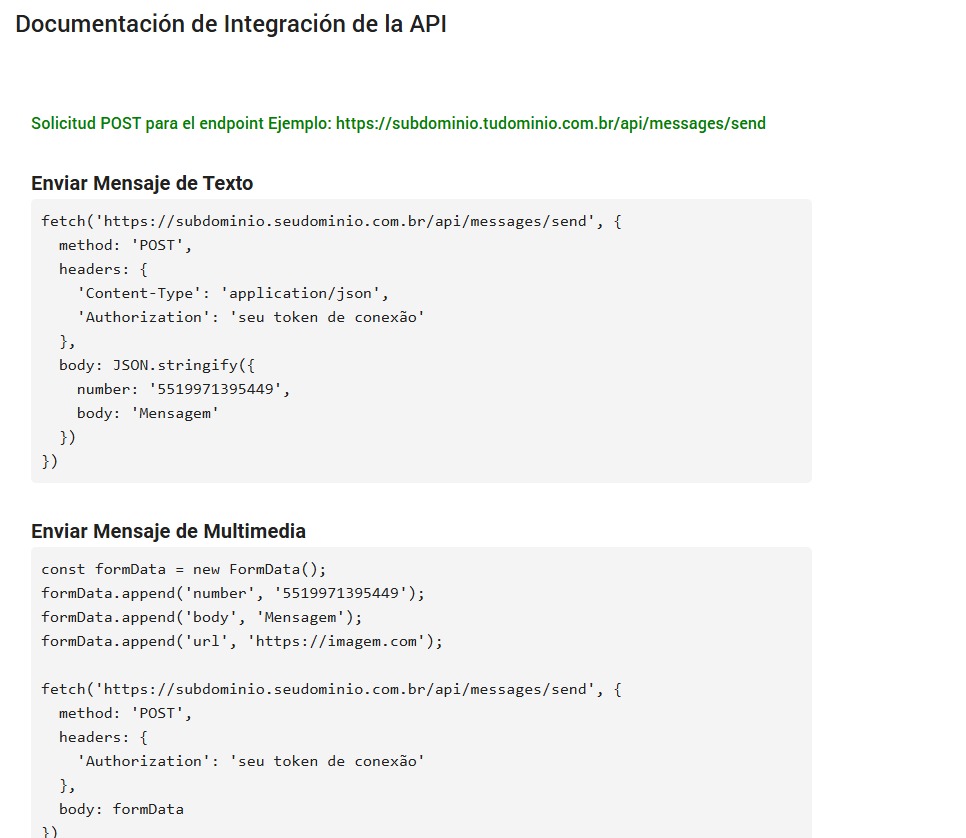 Documentación de Integración de la API
Solicitud POST para el endpoint Ejemplo: https://subdominio.tudominio.com.br/api/messages/send
Enviar Mensaje de Texto
fetch('https://subdominio.seudominio.com.br/api/messages/send', {
  method: 'POST',
  headers: {
    'Content-Type': 'application/json',
    'Authorization': 'seu token de conexão'
  },
  body: JSON.stringify({
    number: '5519971395449',
    body: 'Mensagem'
  })
})
Enviar Mensaje de Multimedia
const formData = new FormData();
formData.append('number', '5519971395449');
formData.append('body', 'Mensagem');
formData.append('url', 'https://imagem.com');
fetch('https://subdominio.seudominio.com.br/api/messages/send', {
  method: 'POST',
  headers: {
    'Authorization': 'seu token de conexão'
  },
  body: formData
})